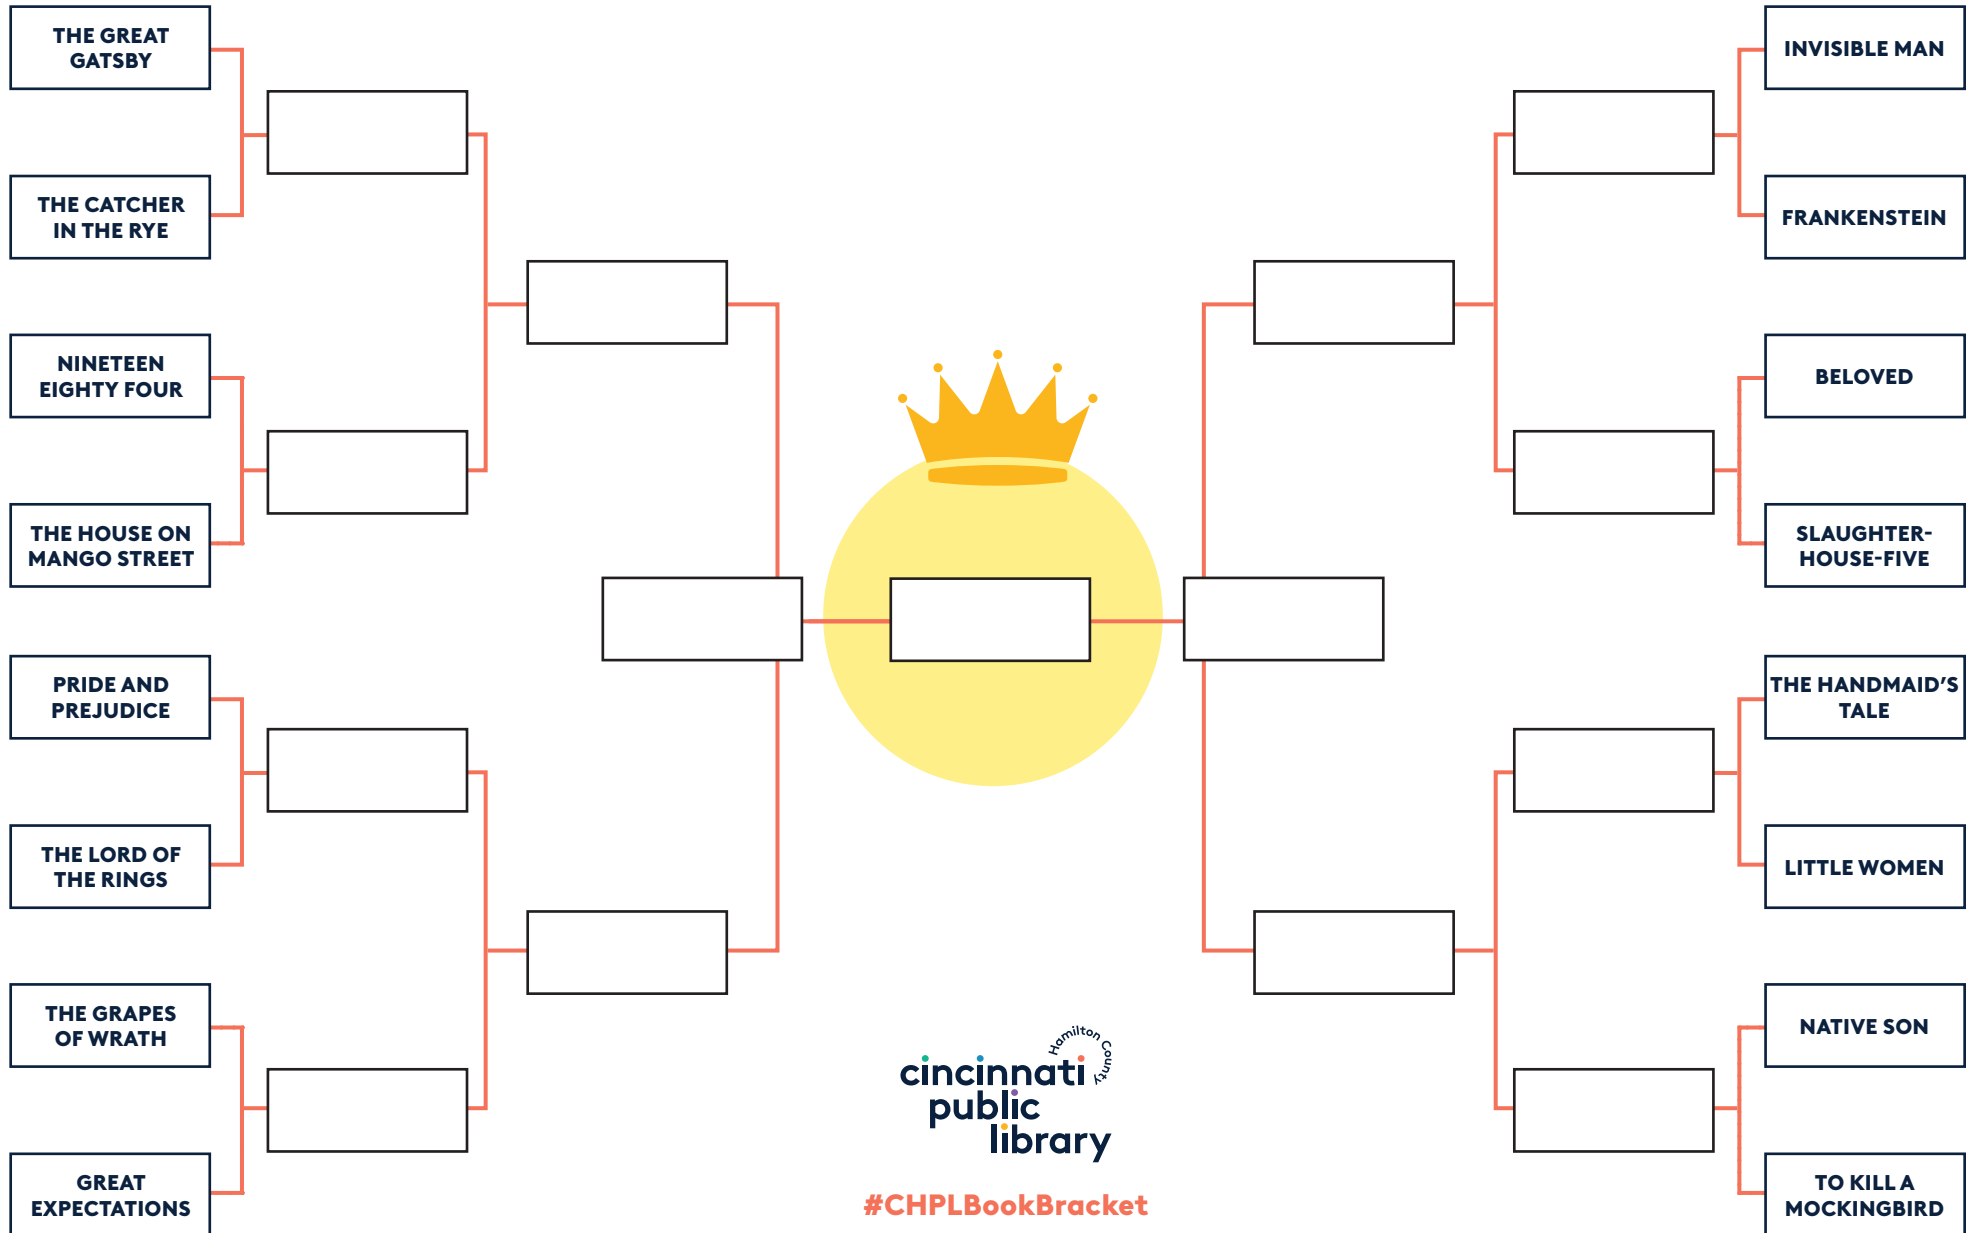 THE GREAT
GATSBY
THE CATCHER
IN THE RYE
NINETEEN
EIGHTY FOUR
THE HOUSE ON
MANGO STREET
PRIDE AND
PREJUDICE
THE LORD OF
THE RINGS
THE GRAPES
OF WRATH
GREAT
EXPECTATIONS
INVISIBLE MAN
FRANKENSTEIN
BELOVED
SLAUGHTER-
HOUSE-FIVE
THE HANDMAID'S
TALE
LITTLE WOMEN
NATIVE SON
TO KILL A
MOCKINGBIRD
Hamilton County
cincinnati
public
library
#CHPLBookBracket